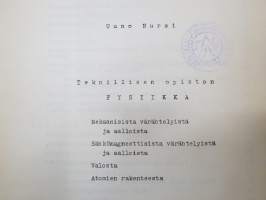 Uuno Nurmi
Teknillisen opiston
FYSIIKKA
Mekaanisista värähtelyistä
ja aalloista
Sähkömagneettisista värähtelyistä
ja aalloista
Valosta
Atomien rakenteesta